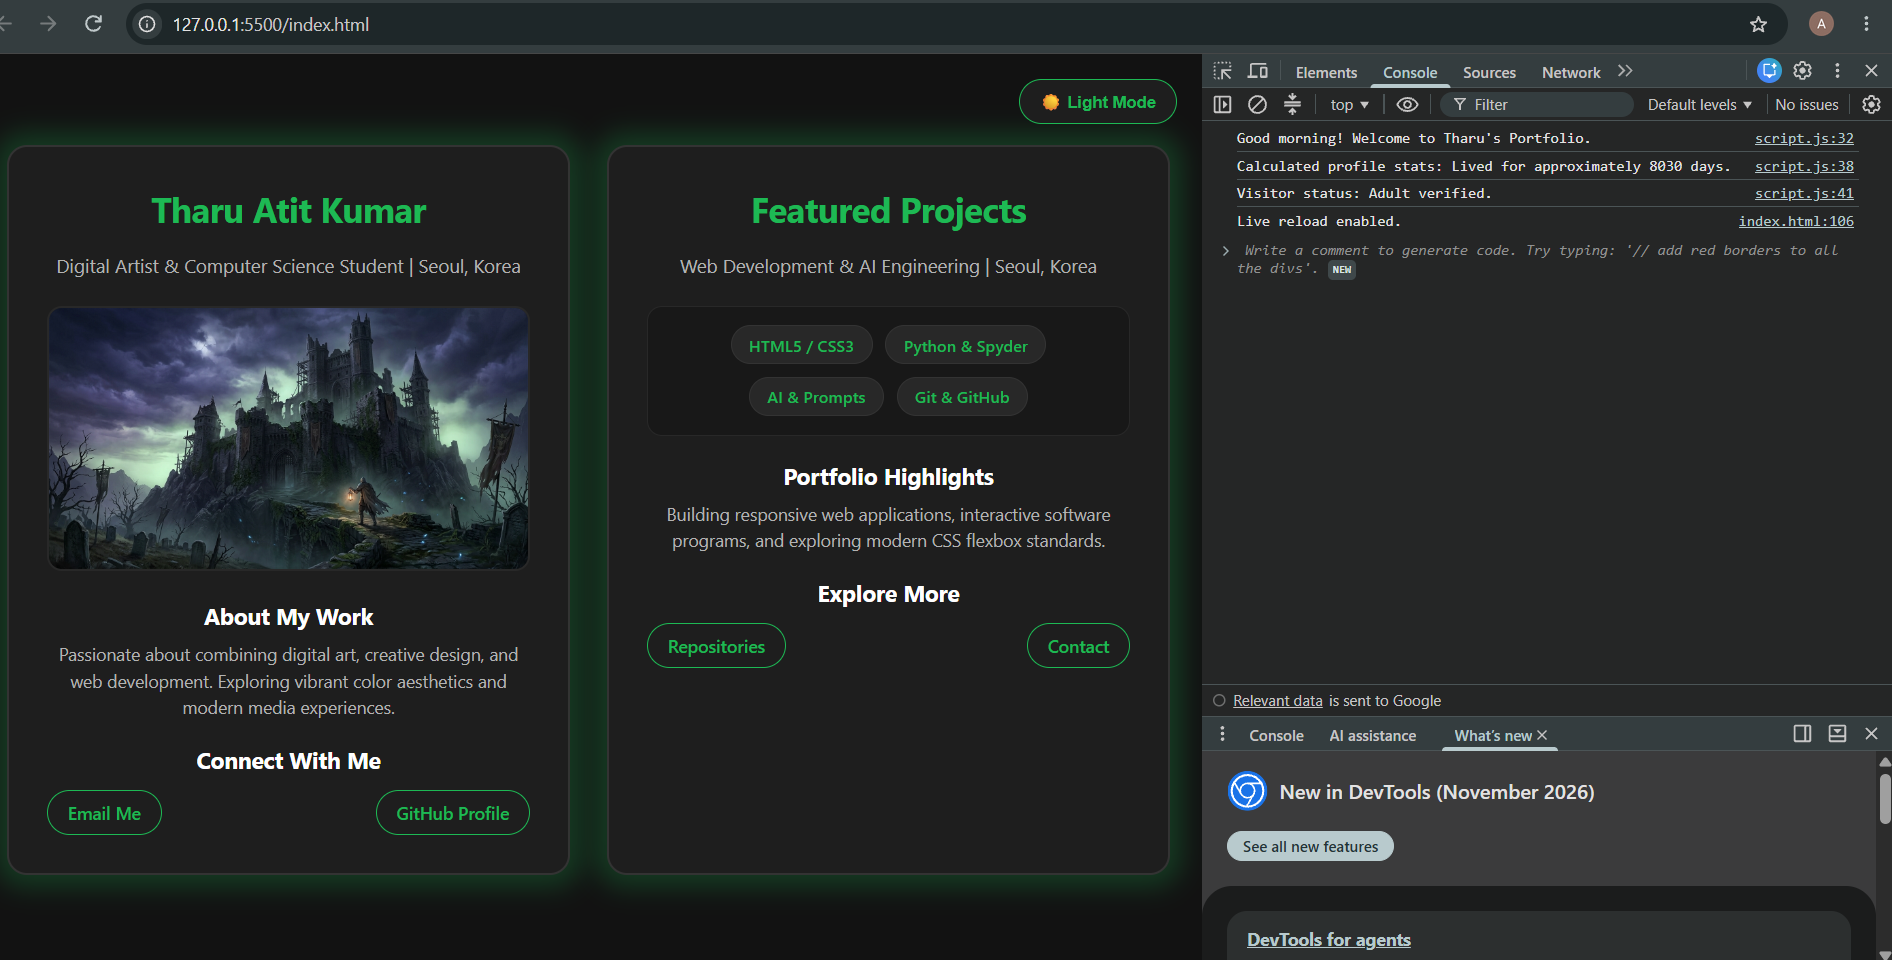 127.0.0.1:5500/index.html
A
Light Mode
Tharu Atit Kumar
Digital Artist & Computer Science Student | Seoul, Korea
About My Work
Passionate about combining digital art, creative design, and
web development. Exploring vibrant color aesthetics and
modern media experiences.
Connect With Me
Email Me
GitHub Profile
Featured Projects
Web Development & AI Engineering | Seoul, Korea
HTML5 / CSS3
Python & Spyder
AI & Prompts
Git & GitHub
Portfolio Highlights
Building responsive web applications, interactive software
programs, and exploring modern CSS flexbox standards.
Explore More
Repositories
Contact
Elements Console Sources Network
top Filter Default levels No issues
Good morning! Welcome to Tharu's Portfolio. script.js:32
Calculated profile stats: Lived for approximately 8030 days. script.js:38
Visitor status: Adult verified. script.js:41
Live reload enabled. index.html:106
Write a comment to generate code. Try typing: '// add red borders to all
the divs'. NEW
Relevant data is sent to Google
Console AI assistance What's new
New in DevTools (November 2026)
See all new features
DevTools for agents